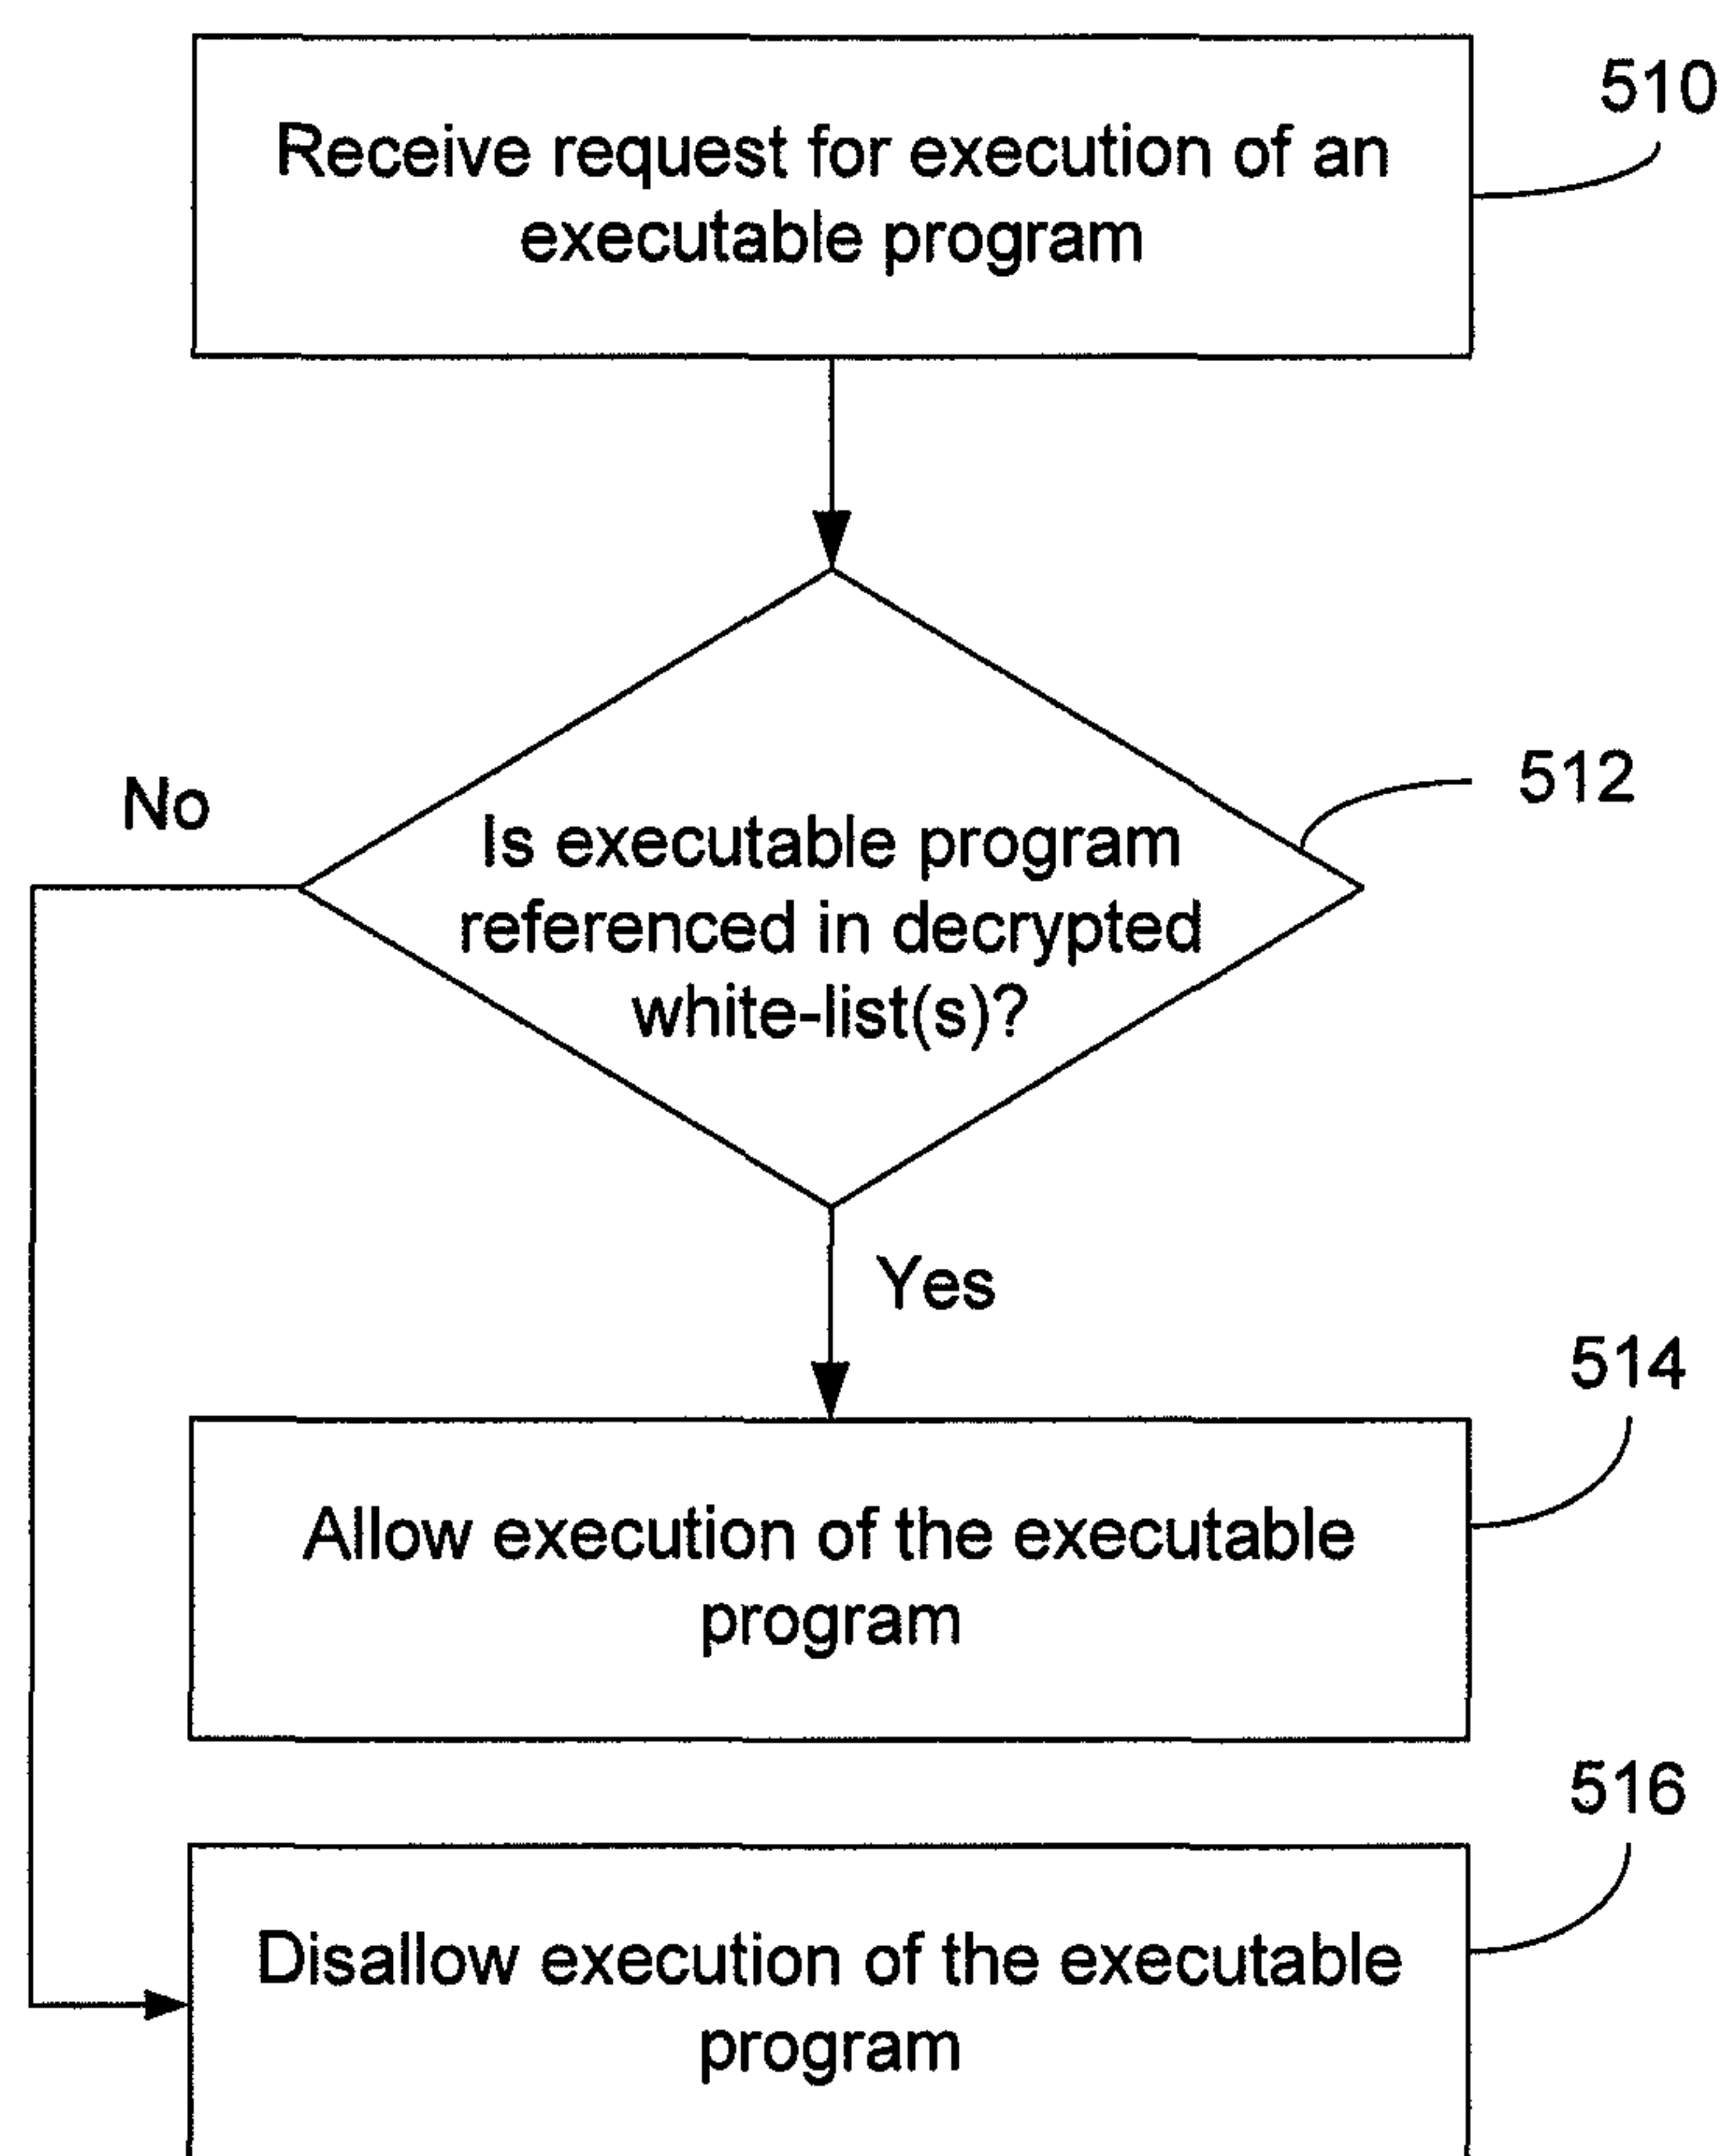 510
Receive request for execution of an
executable program
512
No
Is executable program
referenced in decrypted
white-list(s)?
Yes
514
Allow execution of the executable
program
516
Disallow execution of the executable
program